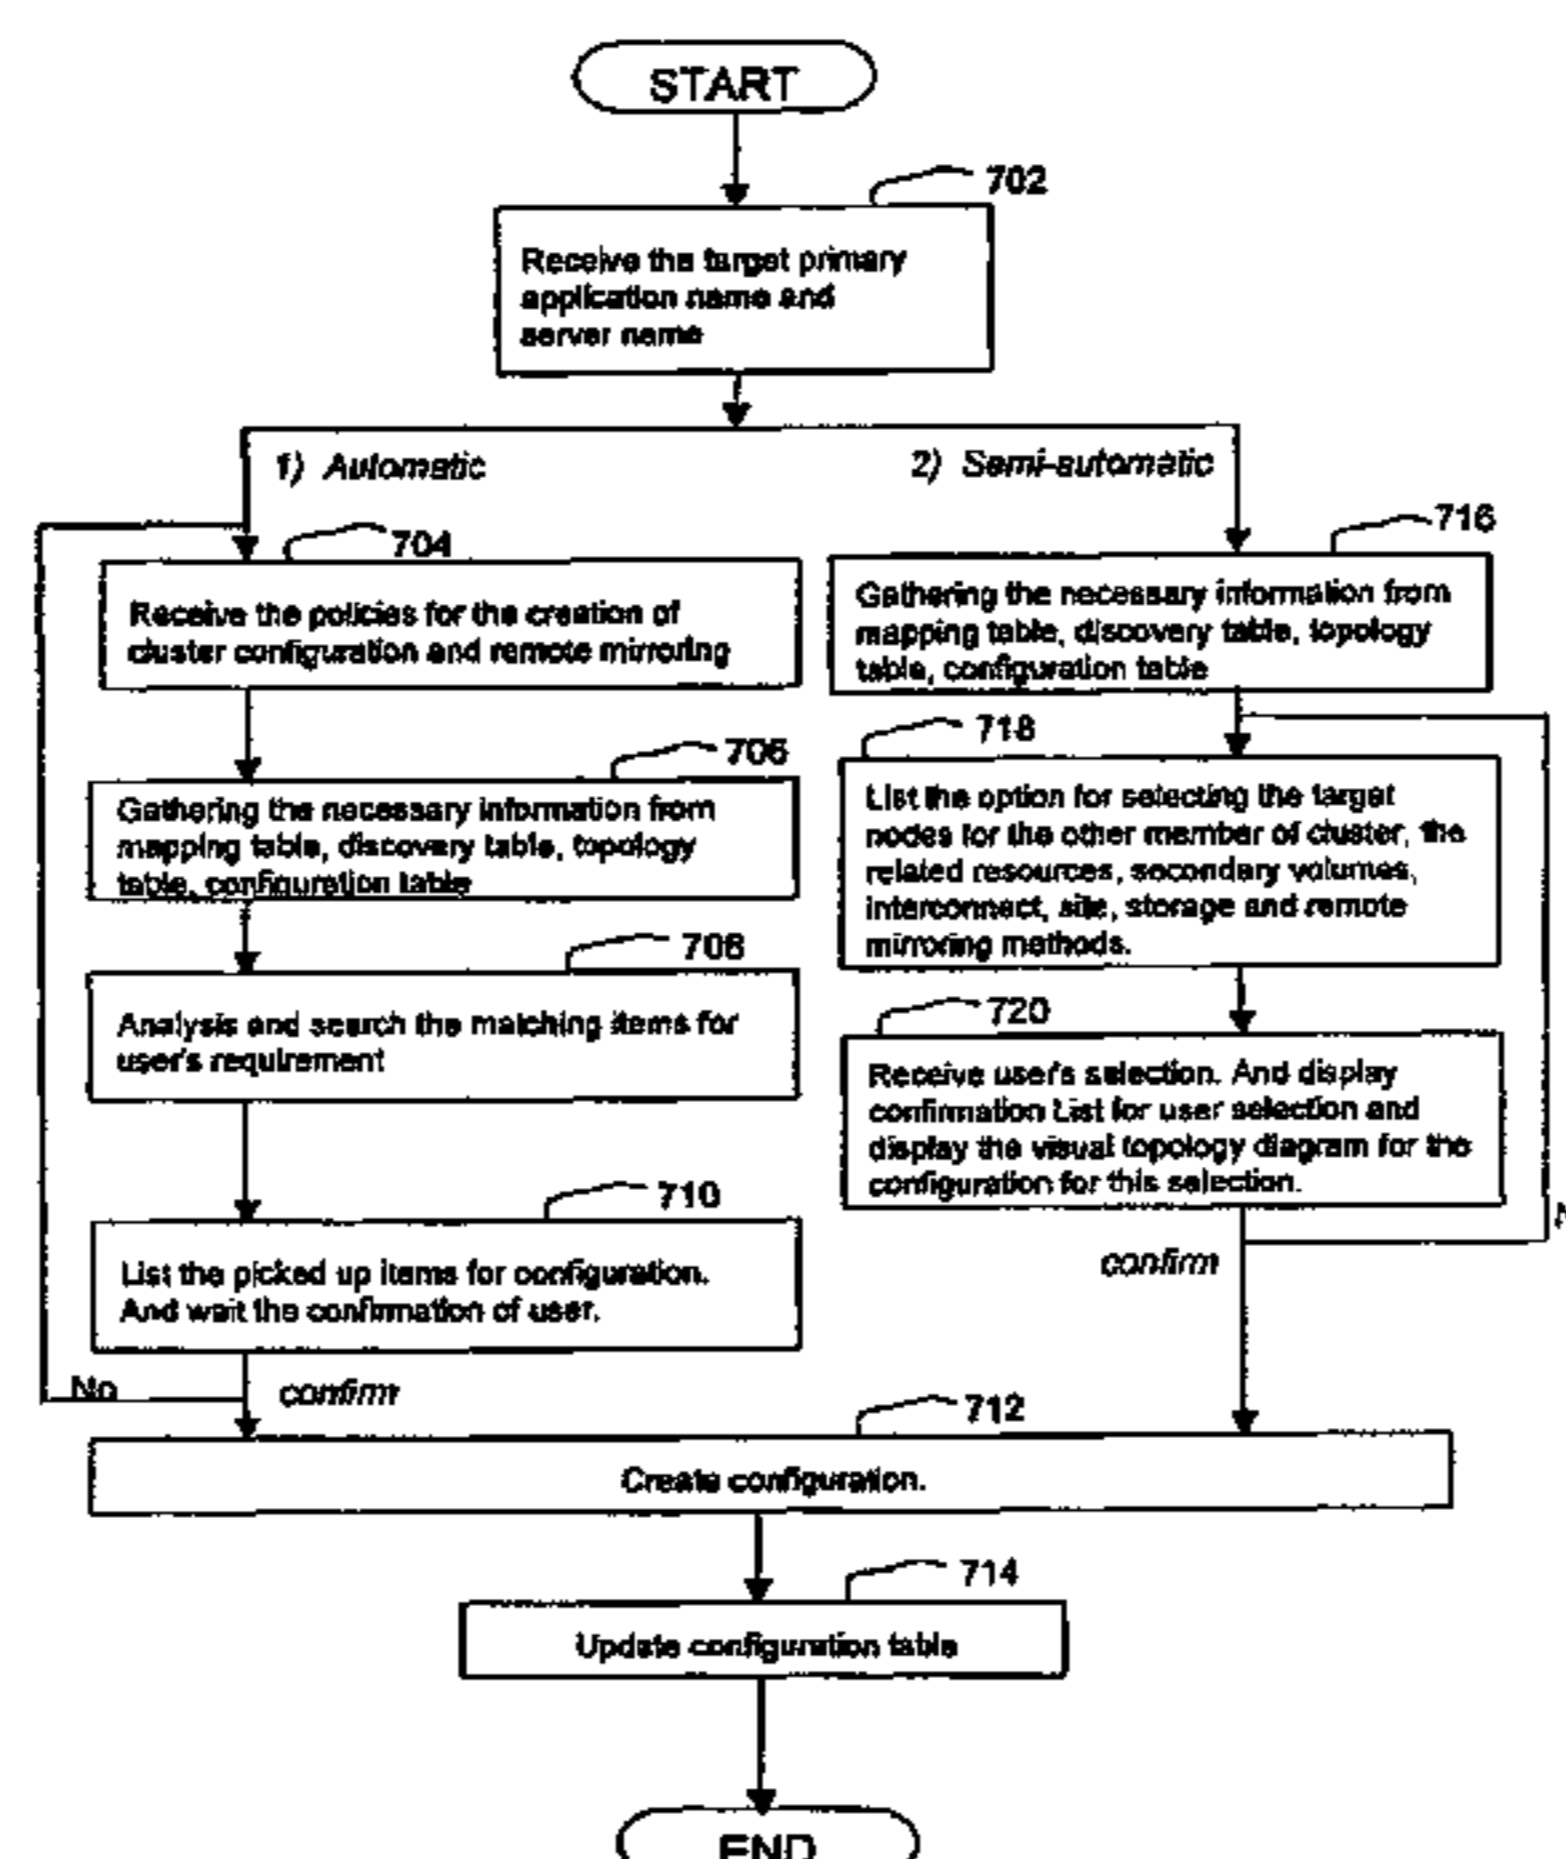 START
702
Receive the target primary
application name and
server name
1) Automatic
2) Semi-automatic
704
Receive the policies for the creation of
cluster configuration and remote mirroring
706
Gathering the necessary information from
mapping table, discovery table, topology
table, configuration table
708
Analysis and search the matching items for
user's requirement
710
List the picked up items for configuration.
And wait the confirmation of user.
No
confirm
716
Gathering the necessary information from
mapping table, discovery table, topology
table, configuration table
718
List the option for selecting the target
nodes for the other member of cluster, the
related resources, secondary volumes,
interconnect, site, storage and remote
mirroring methods.
720
Receive user's selection. And display
confirmation List for user selection and
display the visual topology diagram for the
configuration for this selection.
confirm
712
Create configuration.
714
Update configuration table
END